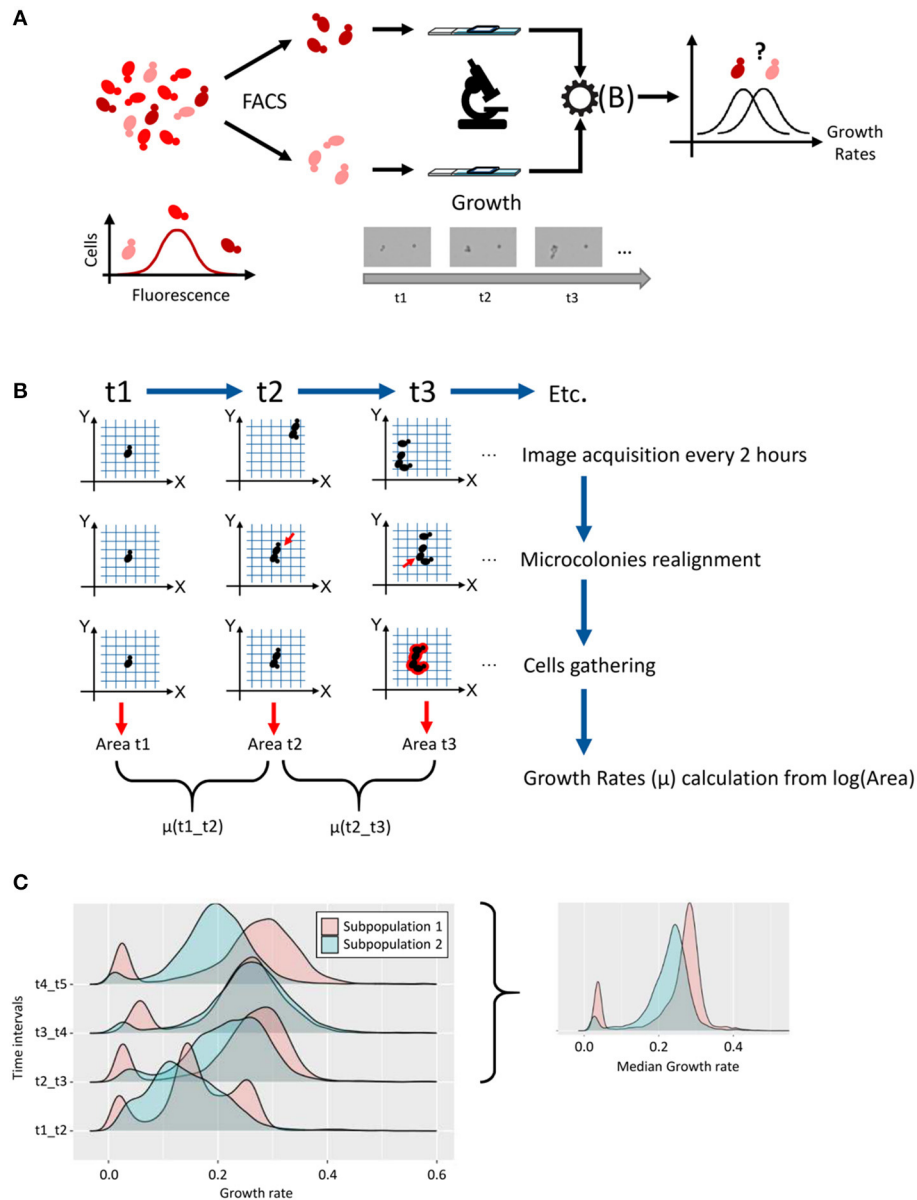 A
FACS
(B)
?
Growth
Rates
Growth
Cells
Fluorescence
...
t1
t2
t3
B
t1
t2
t3
Etc.
Y
X
Y
X
Y
X
...
Image acquisition every 2 hours
Y
X
Y
X
Y
X
...
Microcolonies realignment
Y
X
Y
X
Y
X
...
Cells gathering
Area t1
Area t2
Area t3
Growth Rates (μ) calculation from log(Area)
μ(t1_t2)
μ(t2_t3)
C
Subpopulation 1
Subpopulation 2
Time intervals
t4_t5
t3_t4
t2_t3
t1_t2
0.0
0.2
0.4
0.6
Growth rate
0.0
0.2
0.4
Median Growth rate